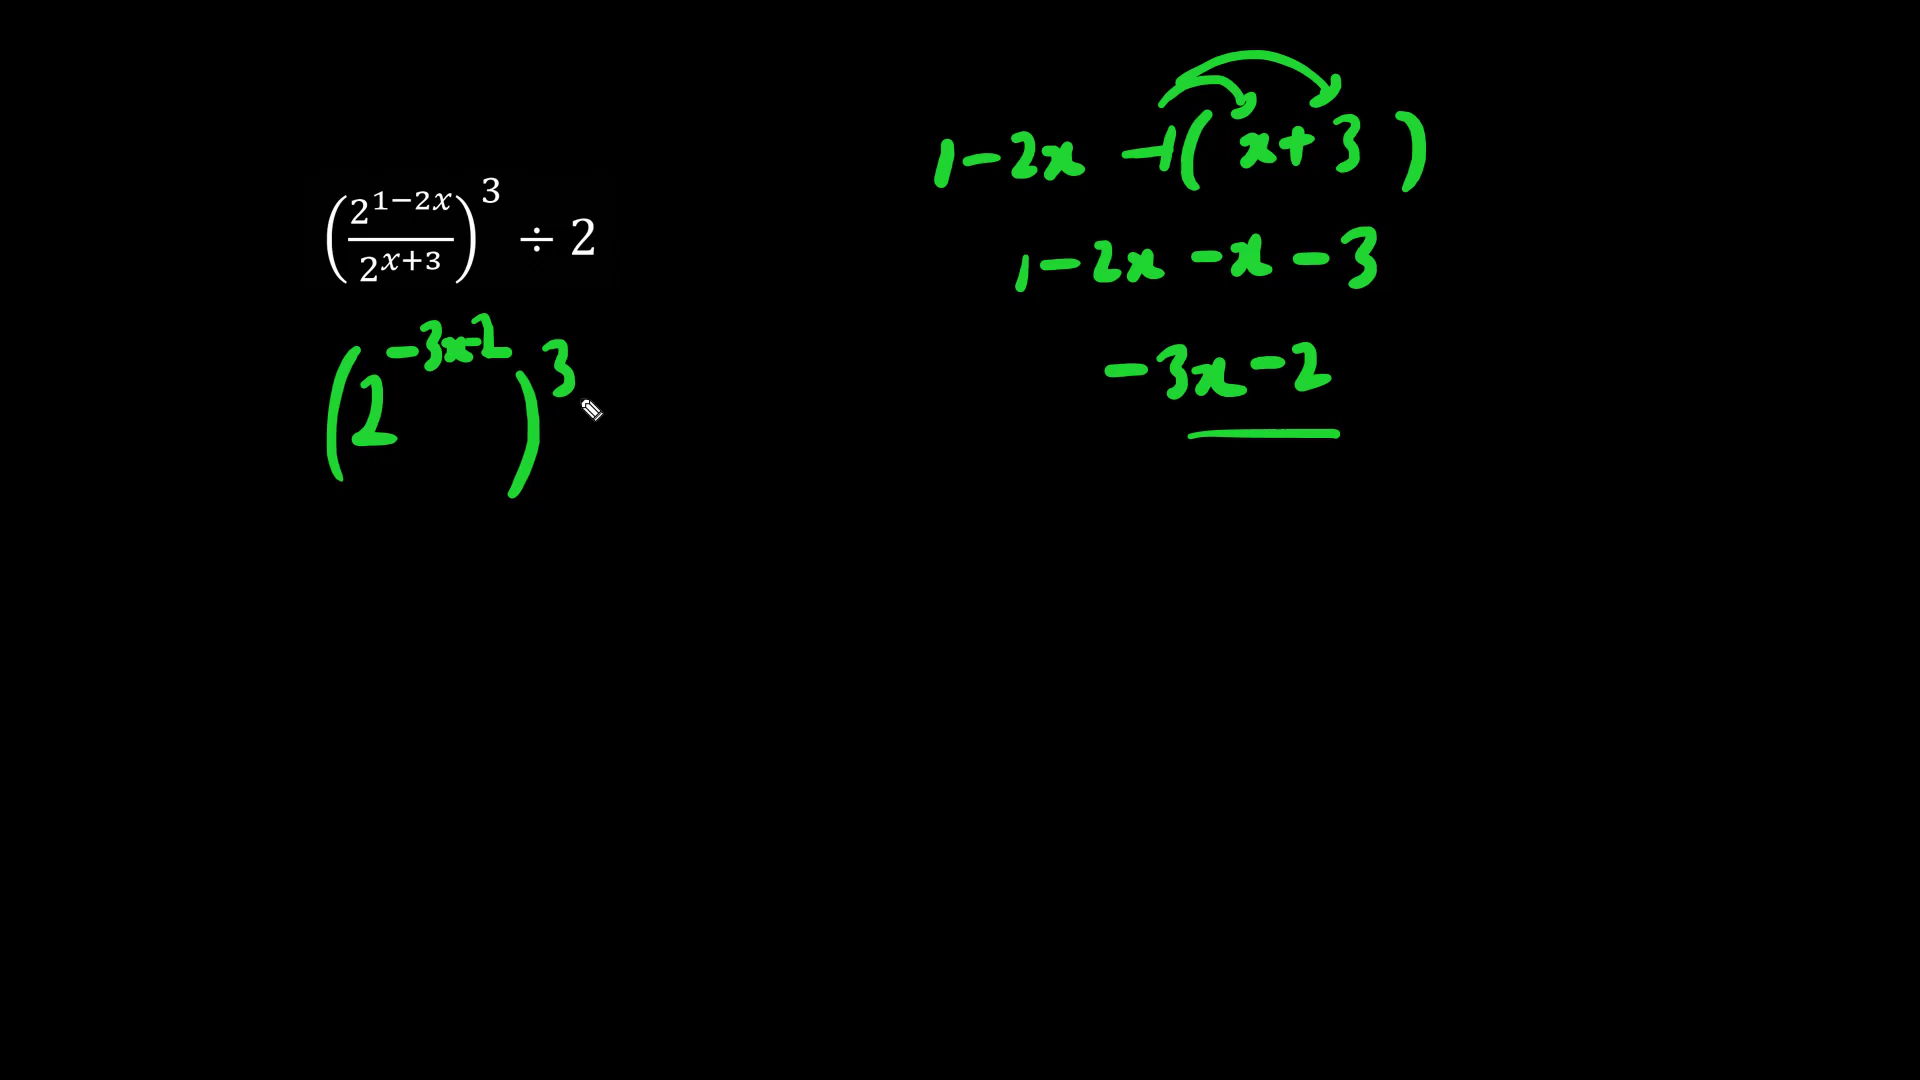 (2^{1−2x}/2^{x+3})^3 ÷ 2
(2^{-3x-2})^3
1-2x -1(x+3)
1-2x-x-3
-3x-2